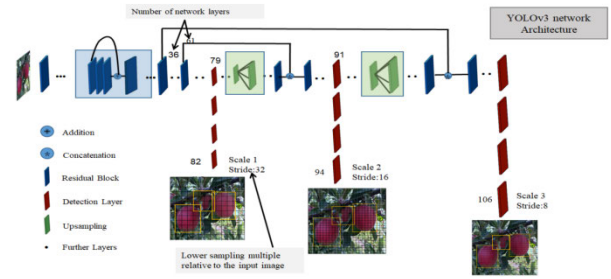 Number of network layers
YOLOv3 network
Architecture
61
36
79
91
Addition
Concatenation
Residual Block
Detection Layer
Upsampling
Further Layers
82
Scale 1
Stride:32
94
Scale 2
Stride:16
106
Scale 3
Stride:8
Lower sampling multiple
relative to the input image